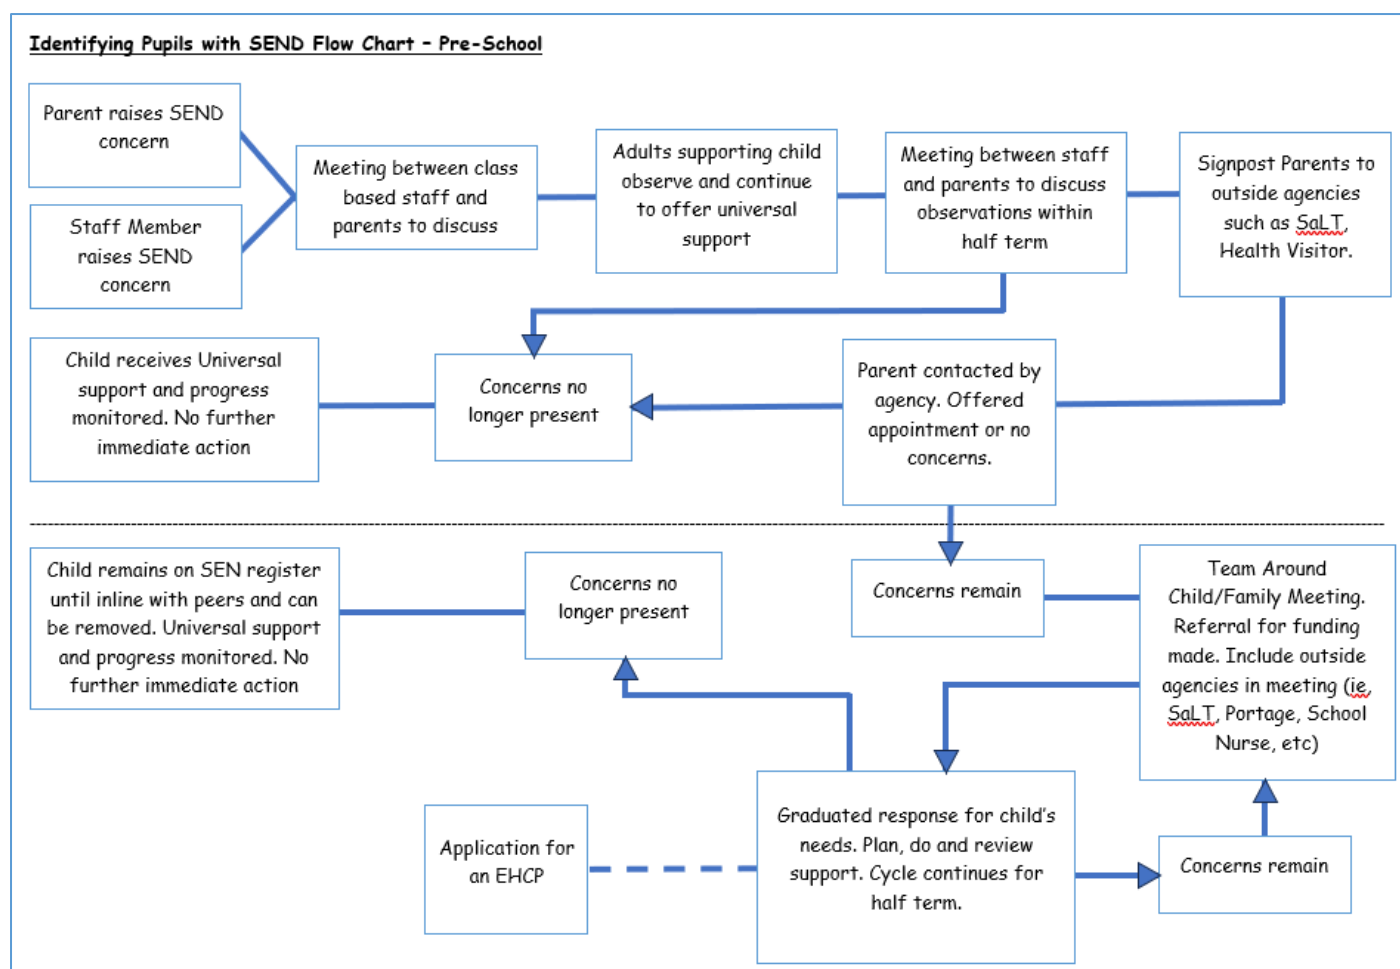 Identifying Pupils with SEND Flow Chart – Pre-School
Parent raises SEND
concern
Staff Member
raises SEND
concern
Meeting between class
based staff and
parents to discuss
Adults supporting child
observe and continue
to offer universal
support
Meeting between staff
and parents to discuss
observations within
half term
Signpost Parents to
outside agencies
such as SaLT,
Health Visitor.
Child receives Universal
support and progress
monitored. No further
immediate action
Concerns no
longer present
Parent contacted by
agency. Offered
appointment or no
concerns.
Child remains on SEN register
until inline with peers and can
be removed. Universal support
and progress monitored. No
further immediate action
Concerns no
longer present
Concerns remain
Team Around
Child/Family Meeting.
Referral for funding
made. Include outside
agencies in meeting (ie,
SaLT, Portage, School
Nurse, etc)
Application for
an EHCP
Graduated response for child's
needs. Plan, do and review
support. Cycle continues for
half term.
Concerns remain